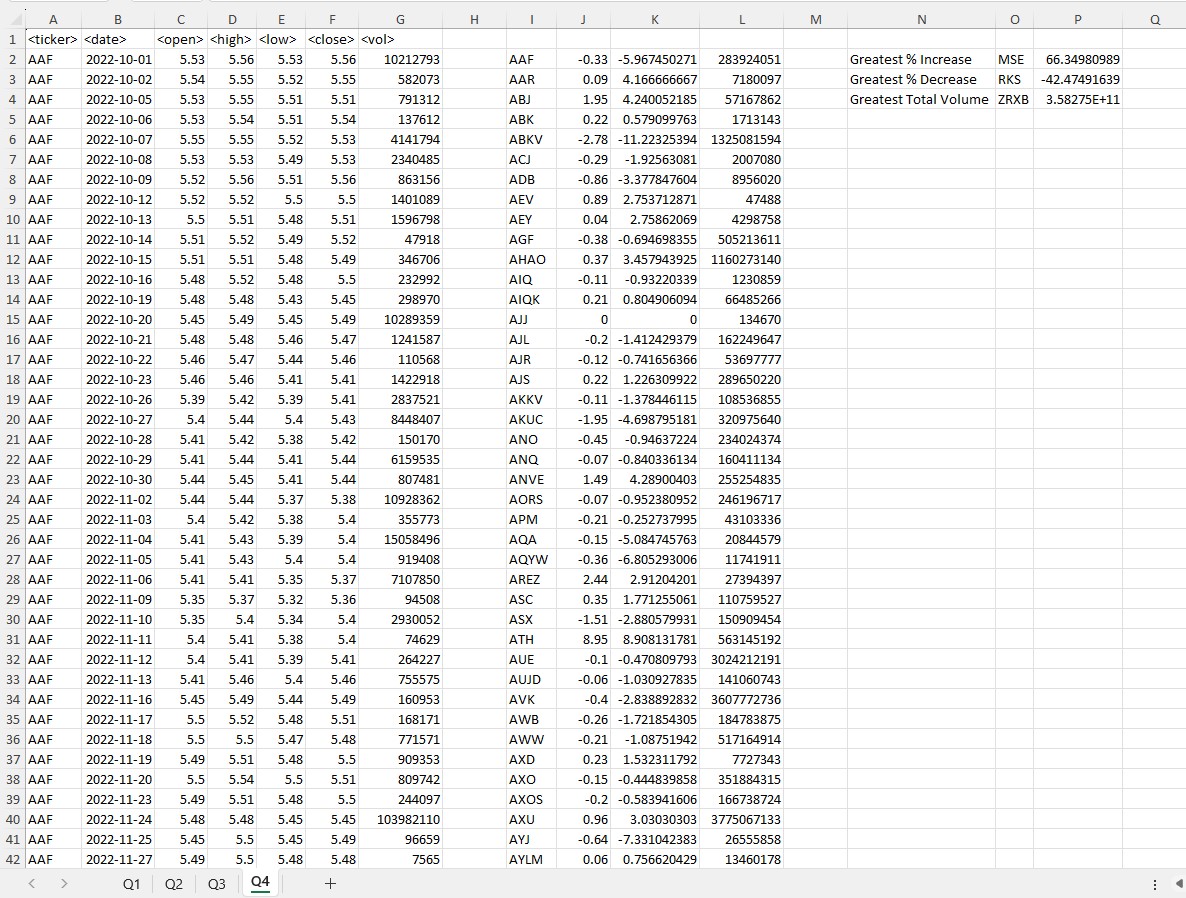 A B C D E F G H I J K L M N O P Q
1 <ticker> <date> <open> <high> <low> <close> <vol>
2 AAF 2022-10-01 5.53 5.56 5.53 5.56 10212793 AAF -0.33 -5.967450271 283924051 Greatest % Increase MSE 66.34980989
3 AAF 2022-10-02 5.54 5.55 5.52 5.55 582073 AAR 0.09 4.166666667 7180097 Greatest % Decrease RKS -42.47491639
4 AAF 2022-10-05 5.53 5.55 5.51 5.51 791312 ABJ 1.95 4.240052185 57167862 Greatest Total Volume ZRXB 3.58275E+11
5 AAF 2022-10-06 5.53 5.54 5.51 5.54 137612 ABK 0.22 0.579099763 1713143
6 AAF 2022-10-07 5.55 5.55 5.52 5.53 4141794 ABKV -2.78 -11.22325394 1325081594
7 AAF 2022-10-08 5.53 5.53 5.49 5.53 2340485 ACJ -0.29 -1.92563081 2007080
8 AAF 2022-10-09 5.52 5.56 5.51 5.56 863156 ADB -0.86 -3.377847604 8956020
9 AAF 2022-10-12 5.52 5.52 5.5 5.5 1401089 AEV 0.89 2.753712871 47488
10 AAF 2022-10-13 5.5 5.51 5.48 5.51 1596798 AEY 0.04 2.75862069 4298758
11 AAF 2022-10-14 5.51 5.52 5.49 5.52 47918 AGF -0.38 -0.694698355 505213611
12 AAF 2022-10-15 5.51 5.51 5.48 5.49 346706 AHAO 0.37 3.457943925 1160273140
13 AAF 2022-10-16 5.48 5.52 5.48 5.5 232992 AIQ -0.11 -0.93220339 1230859
14 AAF 2022-10-19 5.48 5.48 5.43 5.45 298970 AIQK 0.21 0.804906094 66485266
15 AAF 2022-10-20 5.45 5.49 5.45 5.49 10289359 AJJ 0 0 134670
16 AAF 2022-10-21 5.48 5.48 5.46 5.47 1241587 AJL -0.2 -1.412429379 162249647
17 AAF 2022-10-22 5.46 5.47 5.44 5.46 110568 AJR -0.12 -0.741656366 53697777
18 AAF 2022-10-23 5.46 5.46 5.41 5.41 1422918 AJS 0.22 1.226309922 289650220
19 AAF 2022-10-26 5.39 5.42 5.39 5.41 2837521 AKKV -0.11 -1.378446115 108536855
20 AAF 2022-10-27 5.4 5.44 5.4 5.43 8448407 AKUC -1.95 -4.698795181 320975640
21 AAF 2022-10-28 5.41 5.42 5.38 5.42 150170 ANO -0.45 -0.94637224 234024374
22 AAF 2022-10-29 5.41 5.44 5.41 5.44 6159535 ANQ -0.07 -0.840336134 160411134
23 AAF 2022-10-30 5.44 5.45 5.41 5.44 807481 ANVE 1.49 4.28900403 255254835
24 AAF 2022-11-02 5.44 5.44 5.37 5.38 10928362 AORS -0.07 -0.952380952 246196717
25 AAF 2022-11-03 5.4 5.42 5.38 5.4 355773 APM -0.21 -0.252737995 43103336
26 AAF 2022-11-04 5.41 5.43 5.39 5.4 15058496 AQA -0.15 -5.084745763 20844579
27 AAF 2022-11-05 5.41 5.43 5.4 5.4 919408 AQYW -0.36 -6.805293006 11741911
28 AAF 2022-11-06 5.41 5.41 5.35 5.37 7107850 AREZ 2.44 2.91204201 27394397
29 AAF 2022-11-09 5.35 5.37 5.32 5.36 94508 ASC 0.35 1.771255061 110759527
30 AAF 2022-11-10 5.35 5.4 5.34 5.4 2930052 ASX -1.51 -2.880579931 150909454
31 AAF 2022-11-11 5.4 5.41 5.38 5.4 74629 ATH 8.95 8.908131781 563145192
32 AAF 2022-11-12 5.4 5.41 5.39 5.41 264227 AUE -0.1 -0.470809793 3024212191
33 AAF 2022-11-13 5.41 5.46 5.4 5.46 755575 AUJD -0.06 -1.030927835 141060743
34 AAF 2022-11-16 5.45 5.49 5.44 5.49 160953 AVK -0.4 -2.838892832 3607772736
35 AAF 2022-11-17 5.5 5.52 5.48 5.51 168171 AWB -0.26 -1.721854305 184783875
36 AAF 2022-11-18 5.5 5.5 5.47 5.48 771571 AWW -0.21 -1.08751942 517164914
37 AAF 2022-11-19 5.49 5.51 5.48 5.5 909353 AXD 0.23 1.532311792 7727343
38 AAF 2022-11-20 5.5 5.54 5.5 5.51 809742 AXO -0.15 -0.444839858 351884315
39 AAF 2022-11-23 5.49 5.51 5.48 5.5 244097 AXOS -0.2 -0.583941606 166738724
40 AAF 2022-11-24 5.48 5.48 5.45 5.45 103982110 AXU 0.96 3.03030303 3775067133
41 AAF 2022-11-25 5.45 5.5 5.45 5.49 96659 AYJ -0.64 -7.331042383 26555858
42 AAF 2022-11-27 5.49 5.5 5.48 5.48 7565 AYLM 0.06 0.756620429 13460178
Q1 Q2 Q3 Q4